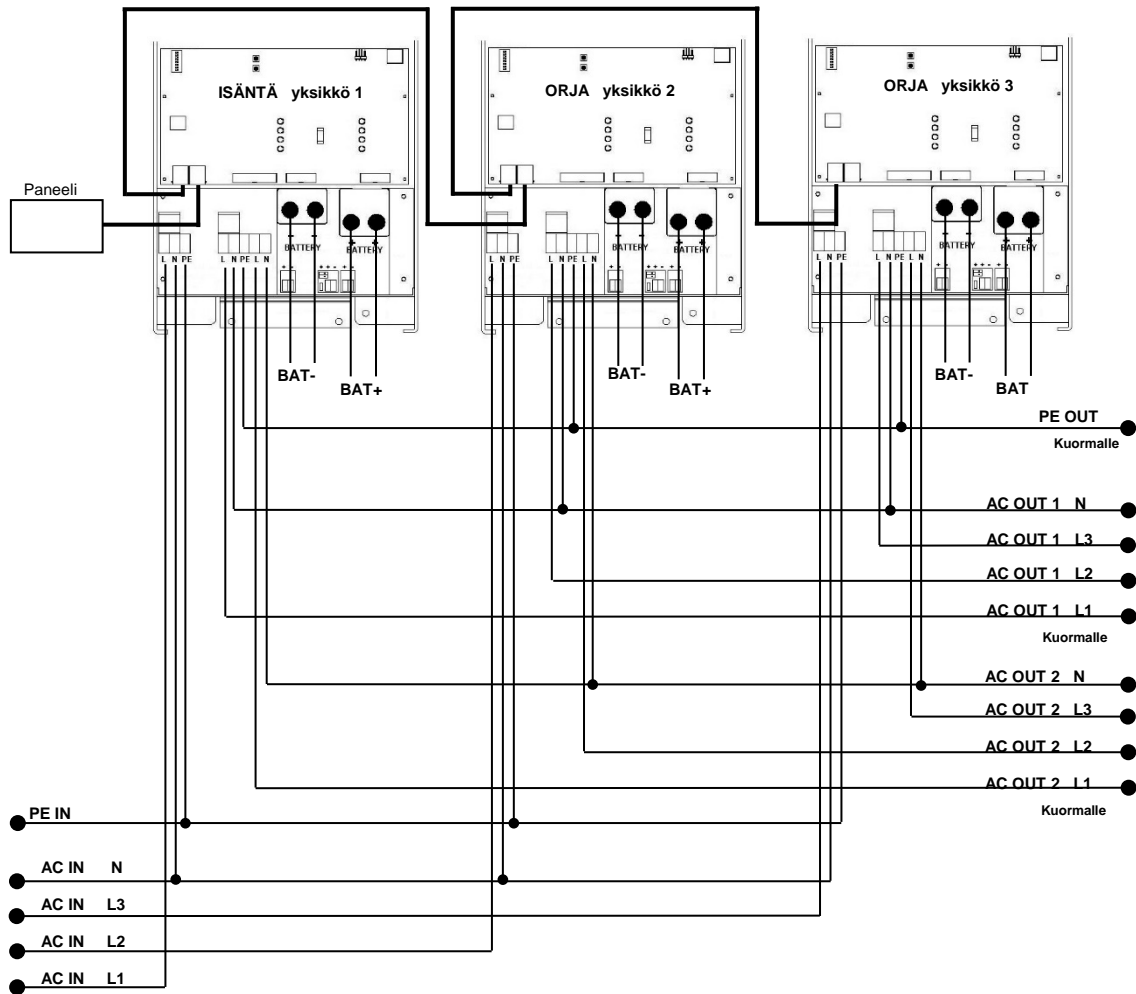 ISÄNTÄ yksikkö 1
ORJA yksikkö 2
ORJA yksikkö 3
Paneeli
- -
+ +
BATTERY
BATTERY
- -
+ +
BATTERY
BATTERY
- -
+ +
BATTERY
BATTERY
L N PE
L N PE L N
L N PE
L N PE L N
L N PE
L N PE L N
BAT-
BAT+
BAT-
BAT+
BAT-
BAT
PE OUT
Kuormalle
AC OUT 1 N
AC OUT 1 L3
AC OUT 1 L2
AC OUT 1 L1
Kuormalle
AC OUT 2 N
AC OUT 2 L3
AC OUT 2 L2
AC OUT 2 L1
Kuormalle
PE IN
AC IN N
AC IN L3
AC IN L2
AC IN L1